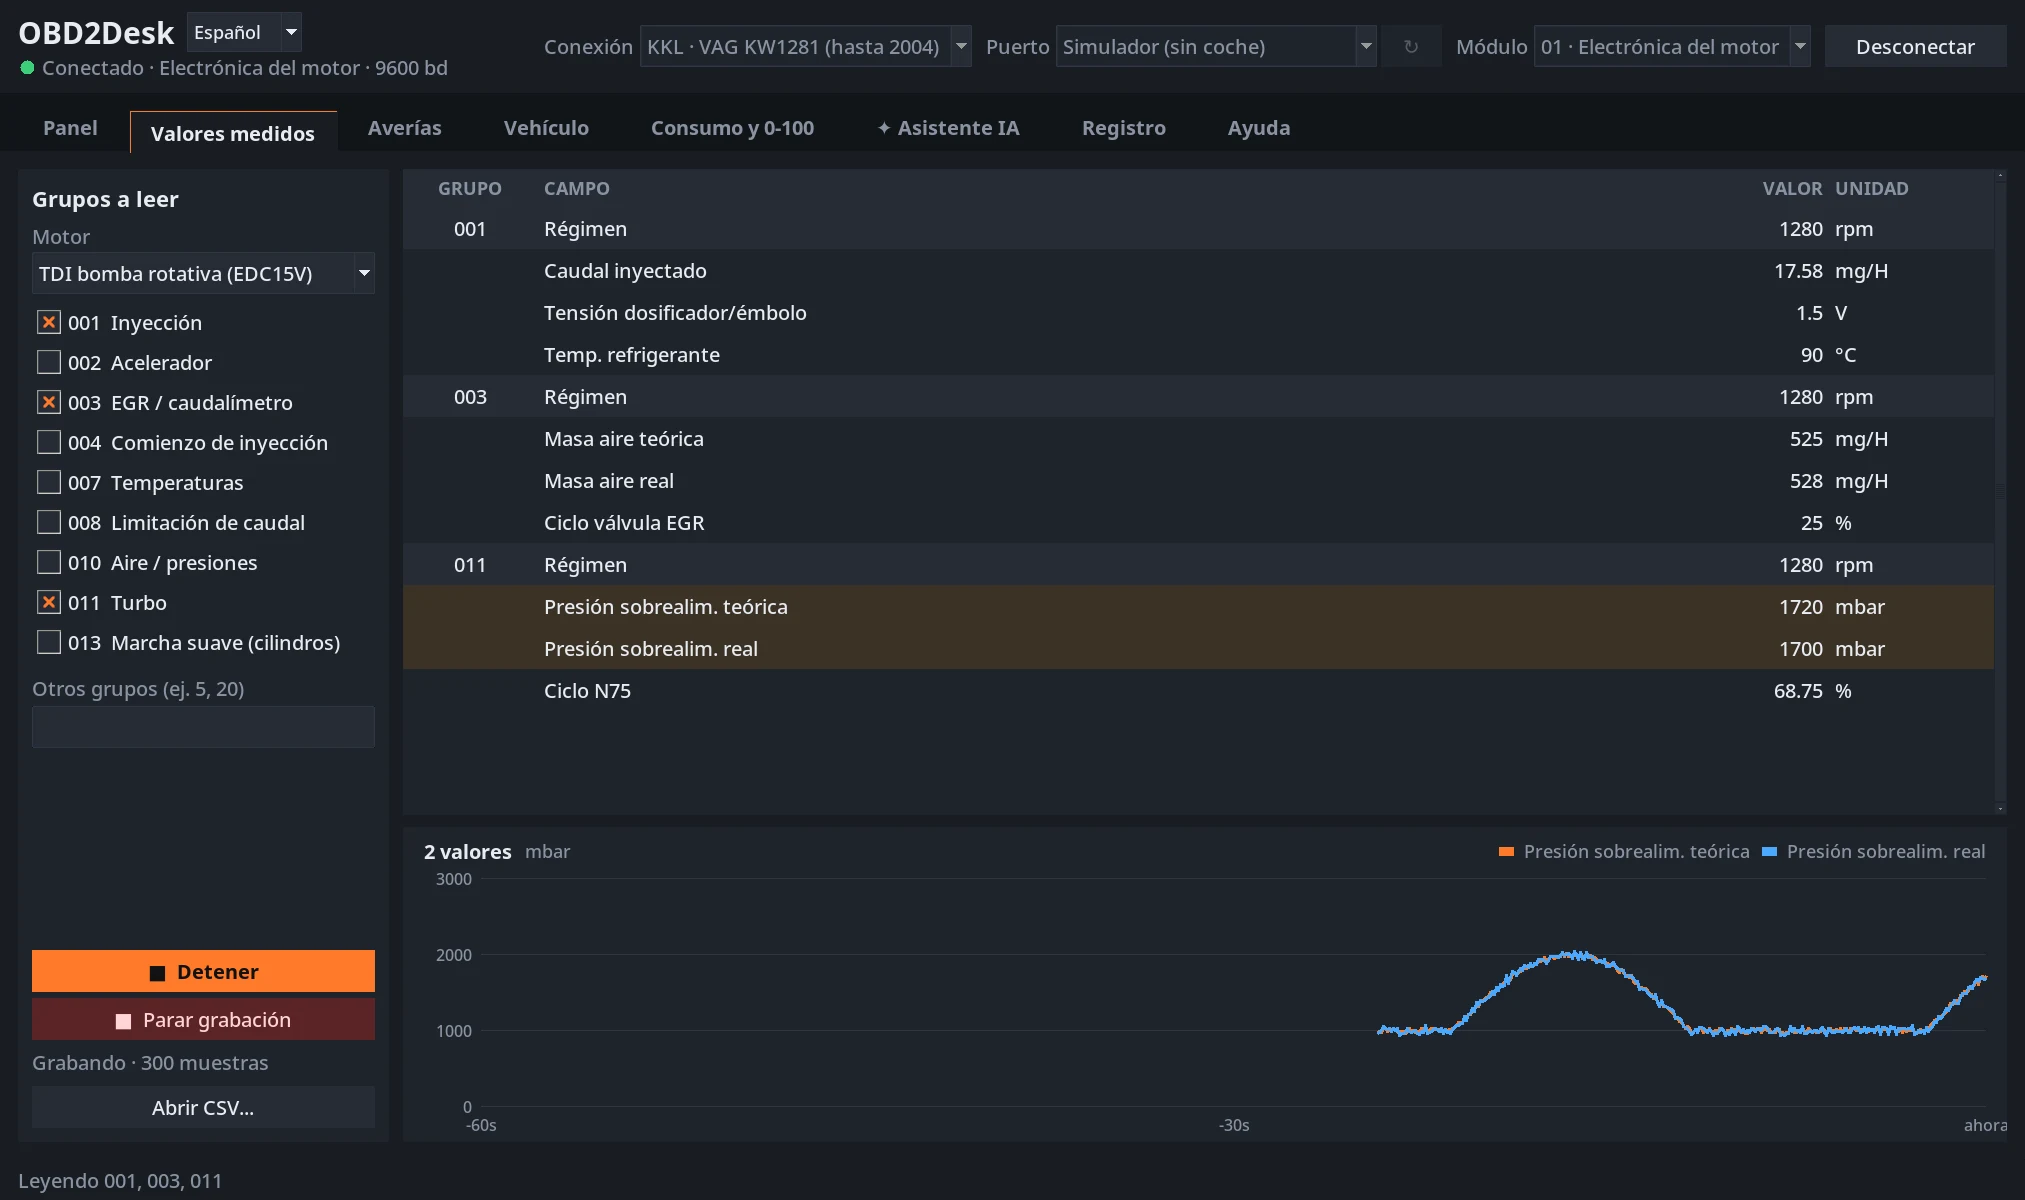 OBD2Desk Español
Conectado · Electrónica del motor · 9600 bd
Conexión KKL · VAG KW1281 (hasta 2004) Puerto Simulador (sin coche) ↻ Módulo 01 · Electrónica del motor Desconectar
Panel Valores medidos Averías Vehículo Consumo y 0-100 ✦ Asistente IA Registro Ayuda
Grupos a leer
Motor
TDI bomba rotativa (EDC15V)
001 Inyección
002 Acelerador
003 EGR / caudalímetro
004 Comienzo de inyección
007 Temperaturas
008 Limitación de caudal
010 Aire / presiones
011 Turbo
013 Marcha suave (cilindros)
Otros grupos (ej. 5, 20)
Detener
Parar grabación
Grabando · 300 muestras
Abrir CSV...
GRUPO CAMPO VALOR UNIDAD
001 Régimen 1280 rpm
Caudal inyectado 17.58 mg/H
Tensión dosificador/émbolo 1.5 V
Temp. refrigerante 90 °C
003 Régimen 1280 rpm
Masa aire teórica 525 mg/H
Masa aire real 528 mg/H
Ciclo válvula EGR 25 %
011 Régimen 1280 rpm
Presión sobrealim. teórica 1720 mbar
Presión sobrealim. real 1700 mbar
Ciclo N75 68.75 %
2 valores mbar Presión sobrealim. teórica Presión sobrealim. real
3000
2000
1000
0
-60s -30s ahora
Leyendo 001, 003, 011